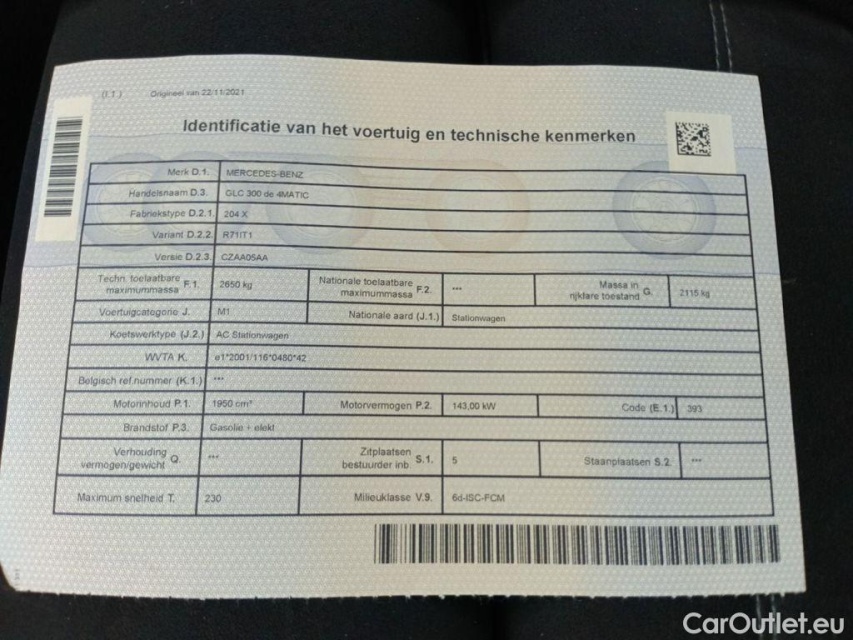 (I.1.) Origineel van 22/11/2021
Identificatie van het voertuig en technische kenmerken
Merk D.1. MERCEDES-BENZ
Handelsnaam D.3. GLC 300 de 4MATIC
Fabriekstype D.2.1. 204 X
Variant D.2.2. R71IT1
Versie D.2.3. CZAA05AA
Techn. toelaatbare maximummassa F.1. 2650 kg Nationale toelaatbare maximummassa F.2. *** Massa in rijklare toestand G. 2115 kg
Voertuigcategorie J. M1 Nationale aard (J.1.) Stationwagen
Koetswerktype (J.2.) AC Stationwagen
WVTA K. e1*2001/116*0480*42
Belgisch ref.nummer (K.1.) ***
Motorinhoud P.1. 1950 cm³ Motorvermogen P.2. 143,00 kW Code (E.1.) 393
Brandstof P.3. Gasolie + elekt
Verhouding vermogen/gewicht Q. *** Zitplaatsen bestuurder inb. S.1. 5 Staanplaatsen S.2. ***
Maximum snelheid T. 230 Milieuklasse V.9. 6d-ISC-FCM
CarOutlet.eu